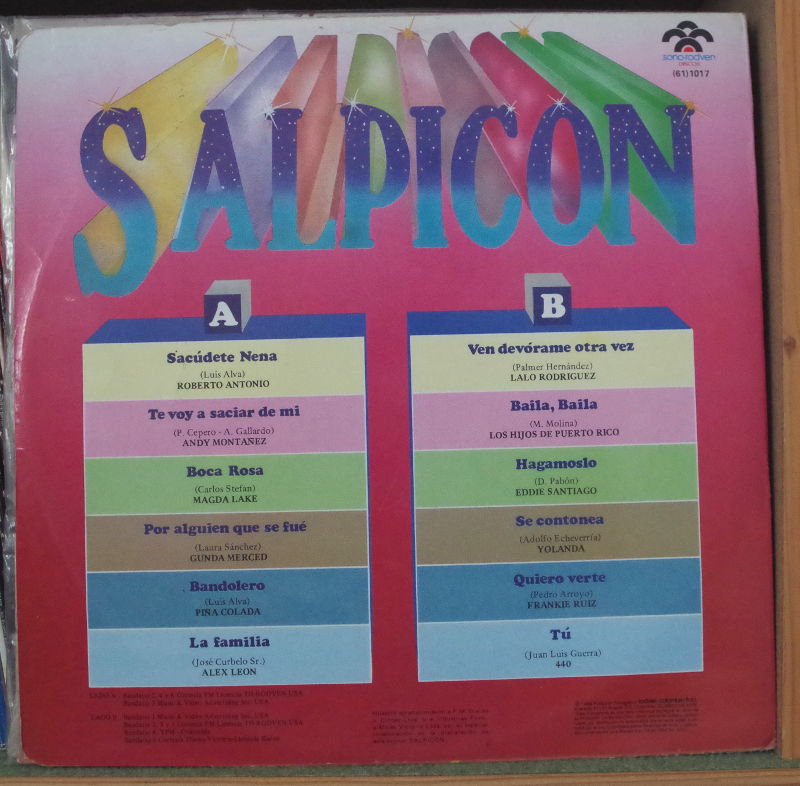 sono-rodven
DISCOS
(61)1017
SALPICON
A
Sacúdete Nena
(Luis Alva)
ROBERTO ANTONIO
Te voy a saciar de mi
(P. Cepero - A. Gallardo)
ANDY MONTAÑEZ
Boca Rosa
(Carlos Stefan)
MAGDA LAKE
Por alguien que se fué
(Laura Sánchez)
GUNDA MERCED
Bandolero
(Luis Alva)
PIÑA COLADA
La familia
(José Curbelo Sr.)
ALEX LEON
B
Ven devórame otra vez
(Palmer Hernández)
LALO RODRIGUEZ
Baila, Baila
(M. Molina)
LOS HIJOS DE PUERTO RICO
Hagamoslo
(D. Pabón)
EDDIE SANTIAGO
Se contonea
(Adolfo Echeverría)
YOLANDA
Quiero verte
(Pedro Arroyo)
FRANKIE RUIZ
Tú
(Juan Luis Guerra)
440
LADO A
LADO B
SALPICON